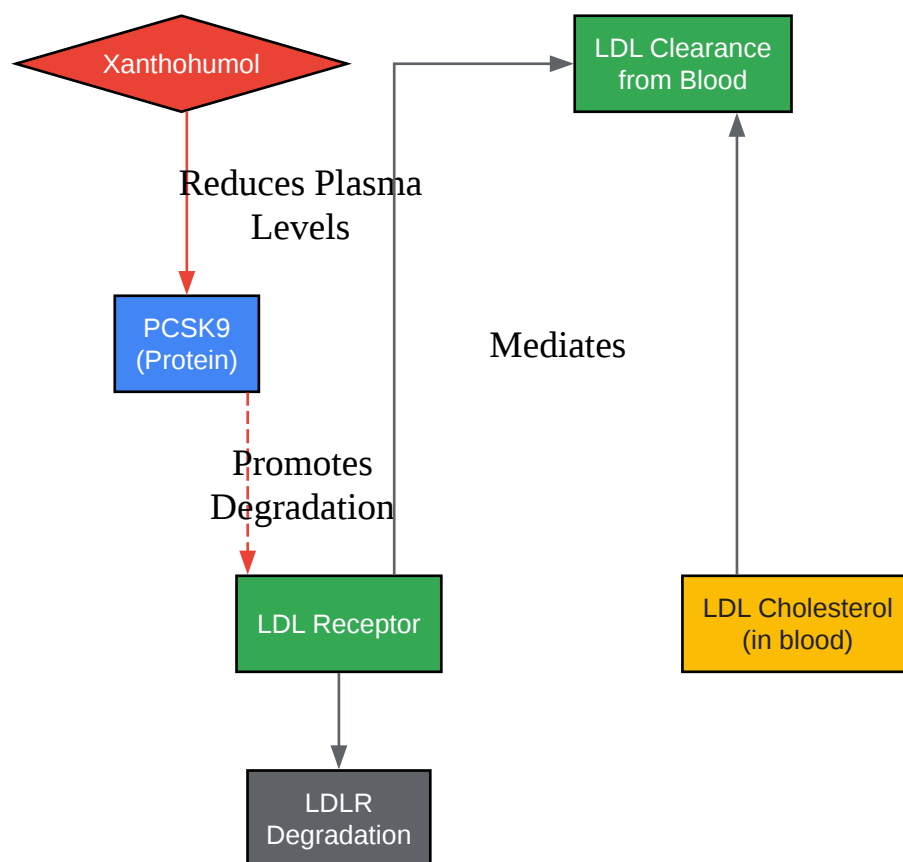 Xanthohumol
LDL Clearance
from Blood
Reduces Plasma
Levels
PCSK9
(Protein)
Mediates
Promotes
Degradation
LDL Receptor
LDL Cholesterol
(in blood)
LDLR
Degradation